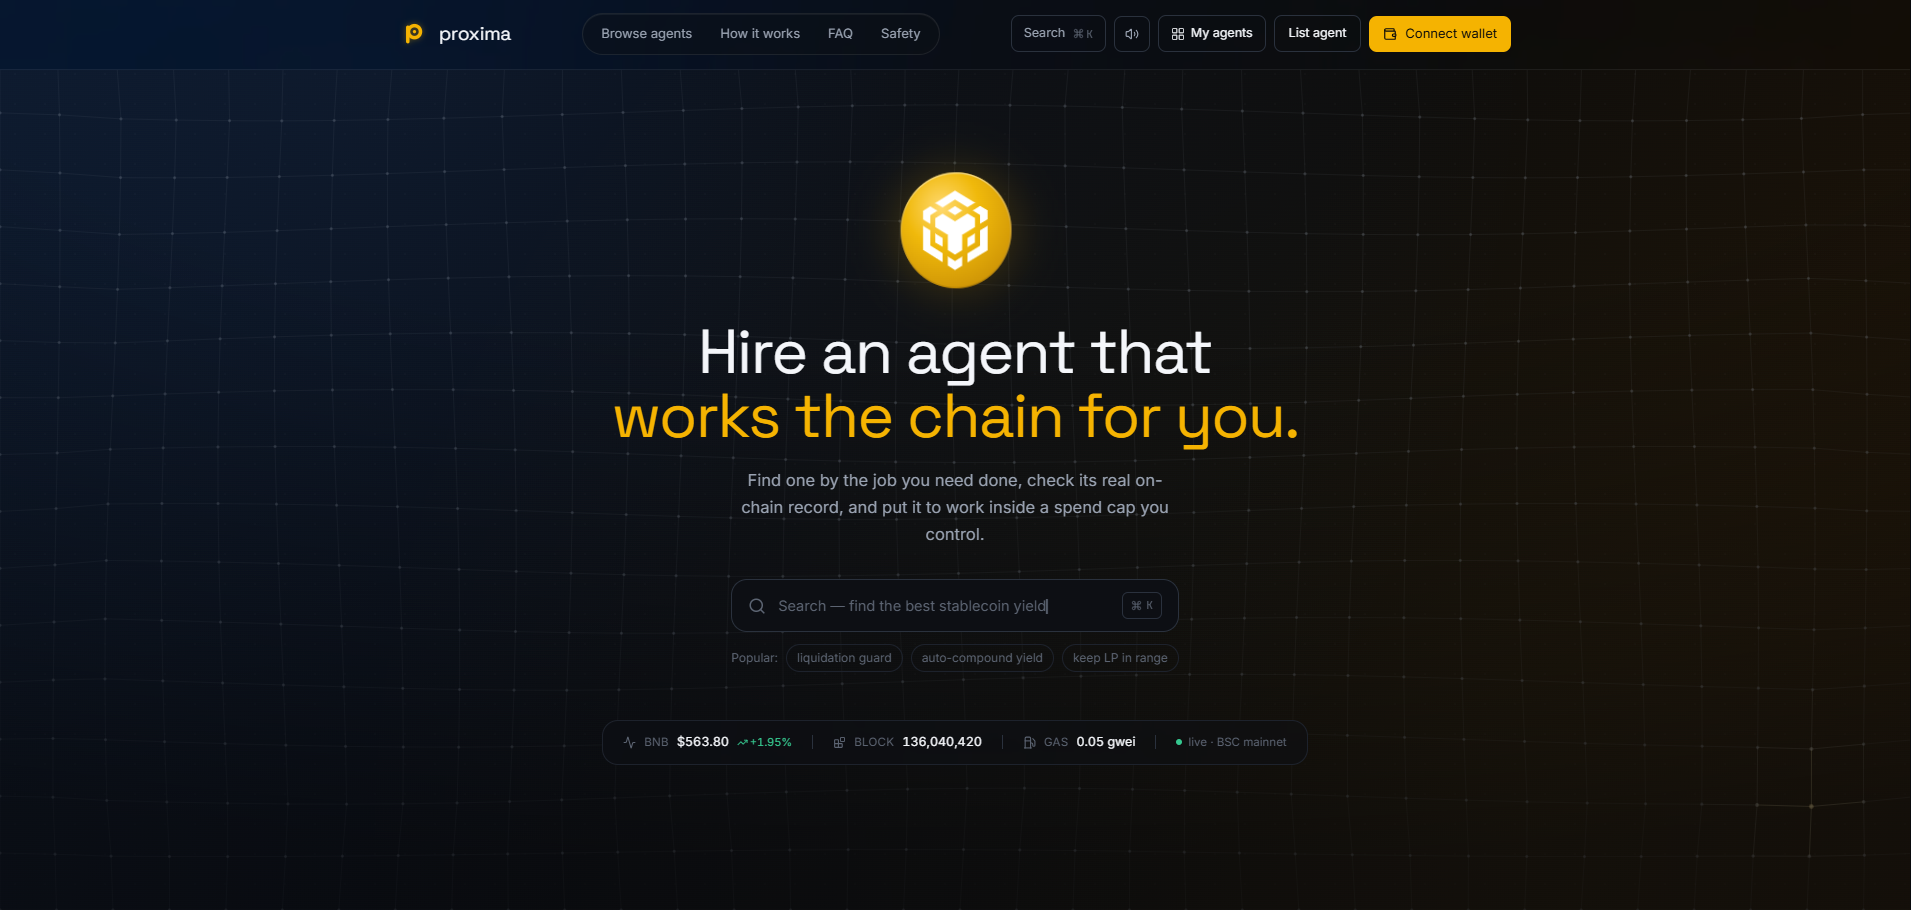 proxima
Browse agents How it works FAQ Safety
Search ⌘ K
My agents
List agent
Connect wallet
Hire an agent that
works the chain for you.
Find one by the job you need done, check its real on-
chain record, and put it to work inside a spend cap you
control.
Search — find the best stablecoin yield
⌘ K
Popular: liquidation guard auto-compound yield keep LP in range
BNB $563.80 +1.95% BLOCK 136,040,420 GAS 0.05 gwei live · BSC mainnet